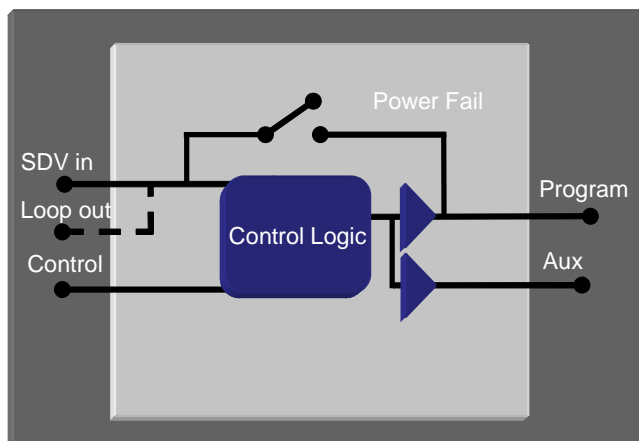 Power Fail
SDV in
Loop out
Control
Control Logic
Program
Aux